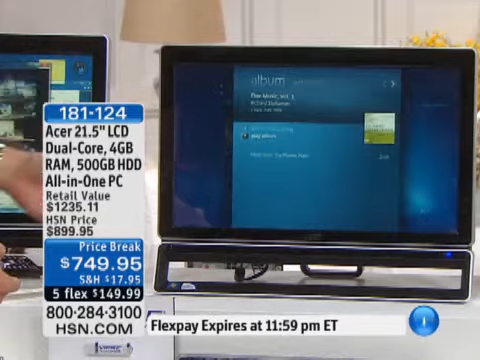 181-124
Acer 21.5" LCD
Dual-Core, 4GB
RAM, 500GB HDD
All-in-One PC
Retail Value
$1235.11
HSN Price
$899.95
Price Break
$749.95
S&H $17.95
5 flex $149.99
800-284-3100
HSN.COM
Flexpay Expires at 11:59 pm ET
album